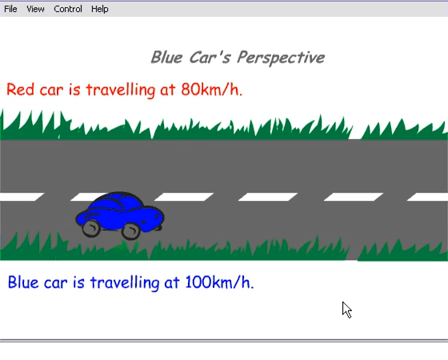 File View Control Help
Blue Car's Perspective
Red car is travelling at 80km/h.
Blue car is travelling at 100km/h.